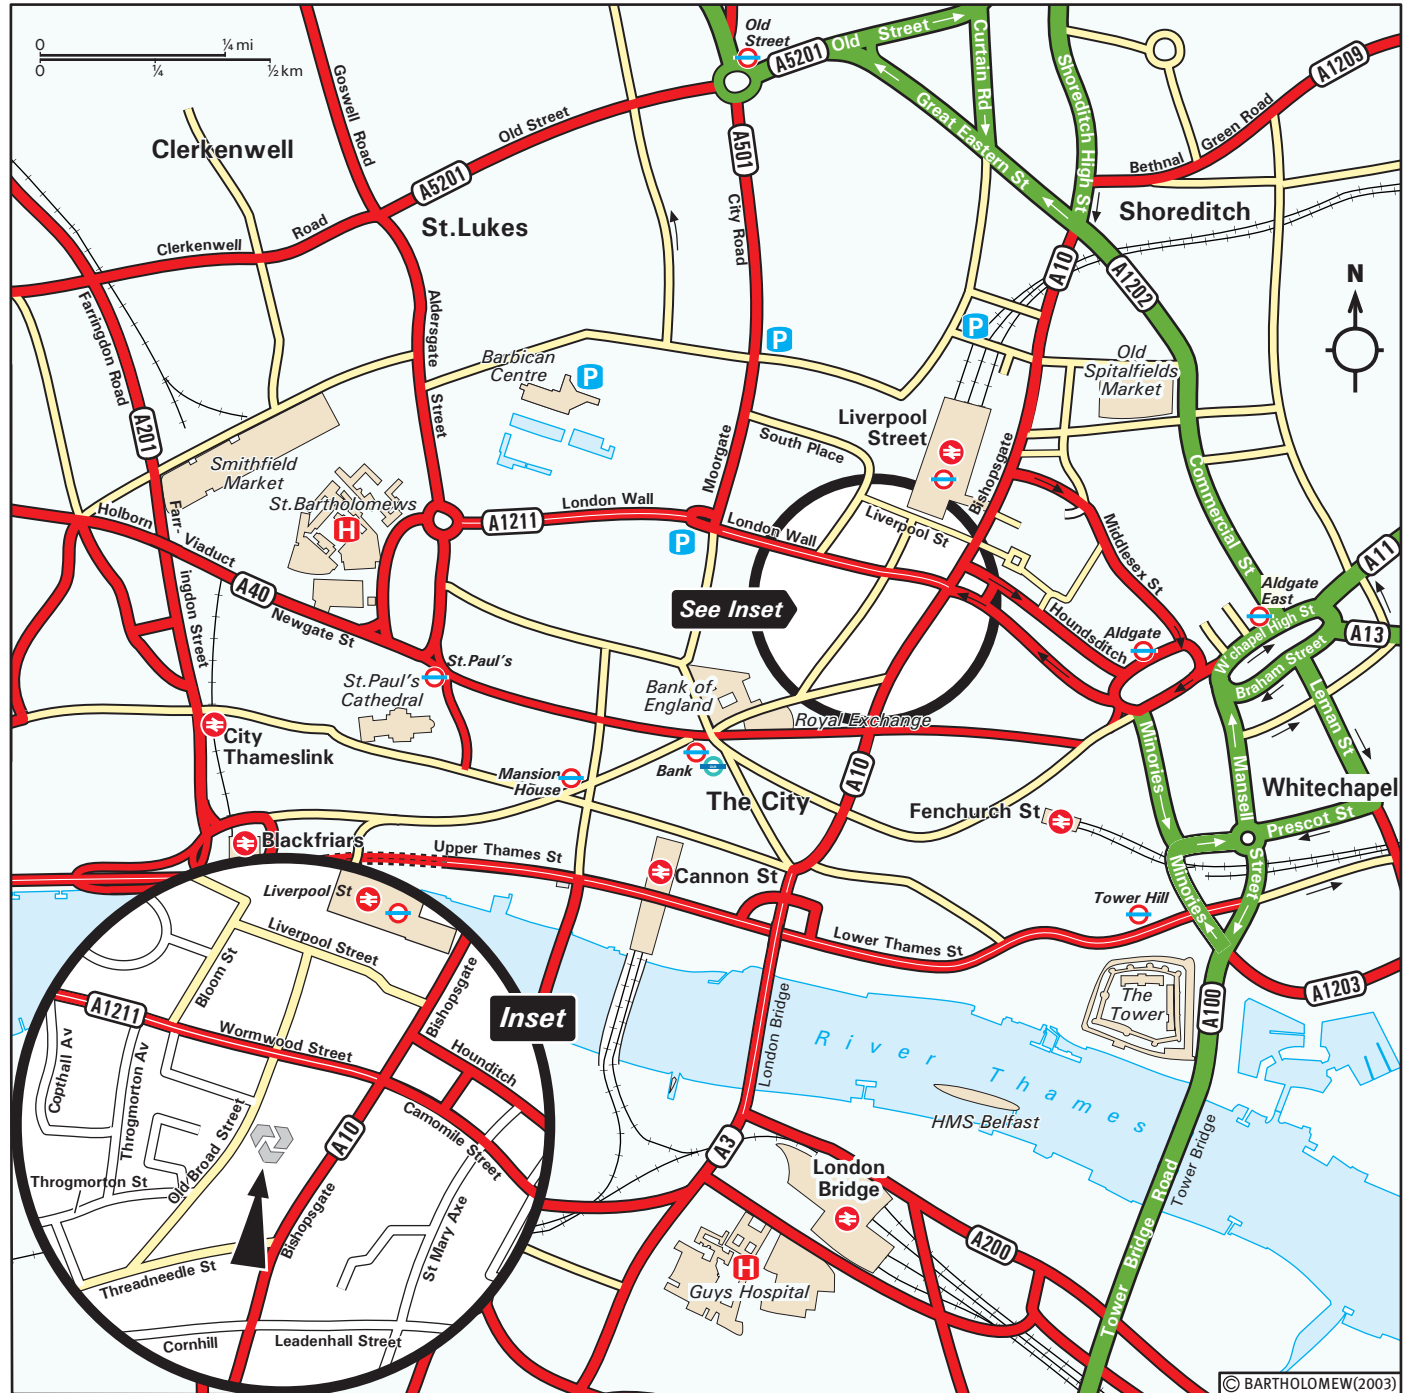 0 ¼ mi
0 ¼ ½ km
Old
Street
A5201
Old Street
Curtain Rd
Shoreditch High St
A1209
Goswell Road
Old Street
Great Eastern St
Bethnal Green Road
Clerkenwell
A501
A5201
City Road
St.Lukes
Shoreditch
Clerkenwell Road
A10
A1202
N
Farringdon Road
Aldersgate Street
P
P
Barbican
Centre
P
Old
Spitalfields
Market
A201
Liverpool
Street
South Place
Moorgate
Bishopsgate
Commercial St
Smithfield
Market
St.Bartholomews
H
Holborn Viaduct
Farr-
ingdon Street
A1211
London Wall
P
London Wall
Liverpool St
Middlesex St
A11
A40
Newgate St
See Inset
Houndsditch
Aldgate
Aldgate
East
W'chapel High St
A13
Braham Street
Leman St
St.Paul's
St.Paul's
Cathedral
Bank of
England
Royal Exchange
City
Thameslink
Bank
Mansion
House
The City
A10
Minories
Mansell Street
Whitechapel
Fenchurch St
Prescot St
Blackfriars
Upper Thames St
Cannon St
Minories
Tower Hill
Lower Thames St
A1203
The
Tower
A100
London Bridge
River Thames
HMS Belfast
Tower Bridge
Tower Bridge Road
A3
London
Bridge
A200
H
Guys Hospital
Inset
Liverpool St
Liverpool Street
Bloom St
Bishopsgate
A1211
Wormwood Street
Hounditch
Copthall Av
Throgmorton Av
Camomile Street
A10
Old Broad Street
Throgmorton St
Bishopsgate
St Mary Axe
Threadneedle St
Cornhill
Leadenhall Street
© BARTHOLOMEW(2003)